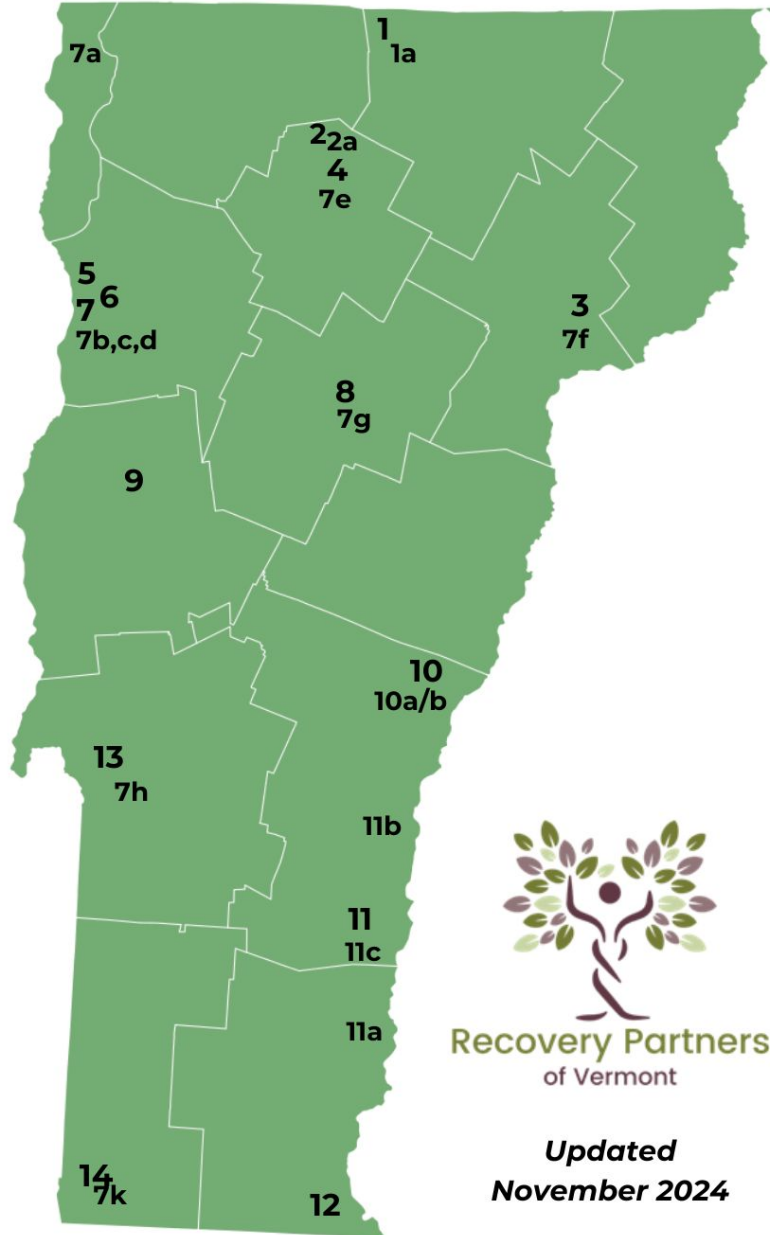 1
7a
1a
2
2a
4
7e
5
6
7
7b,c,d
3
7f
8
7g
9
10
10a/b
13
7h
11b
11
11c
11a
Recovery Partners
of Vermont
Updated
November 2024
14
7k
12